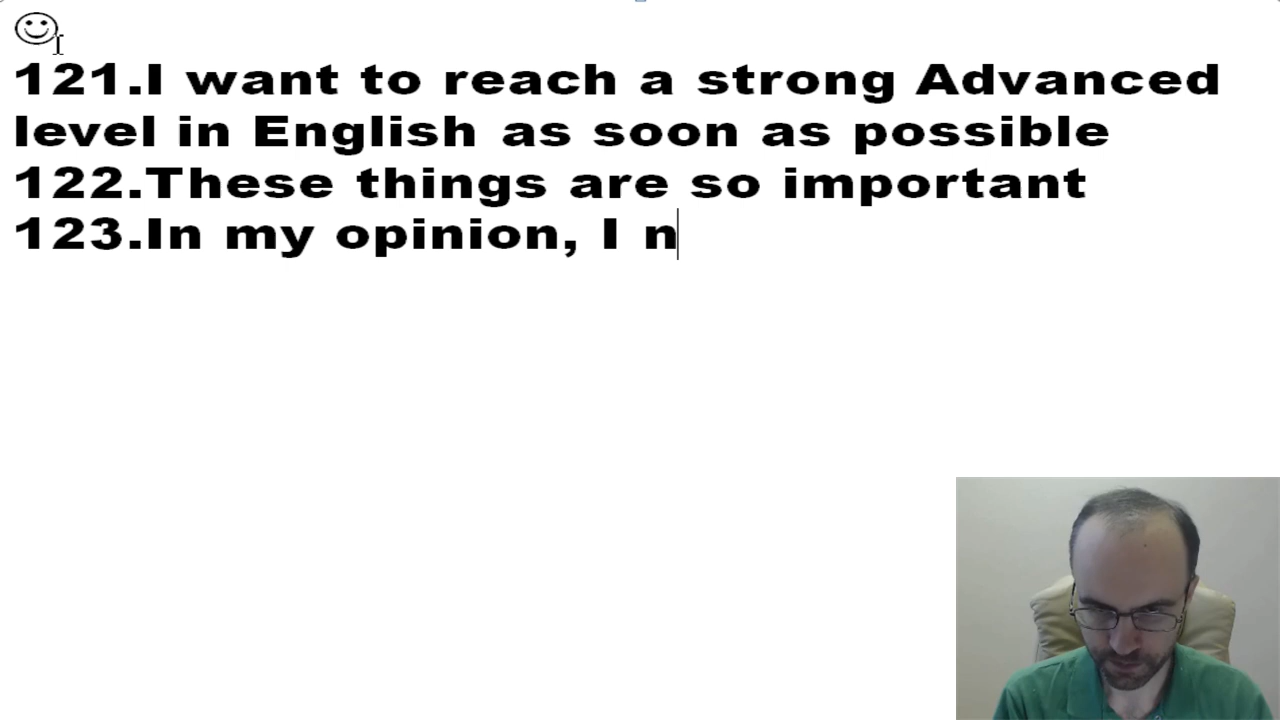 121.I want to reach a strong Advanced
level in English as soon as possible
122.These things are so important
123.In my opinion, I n